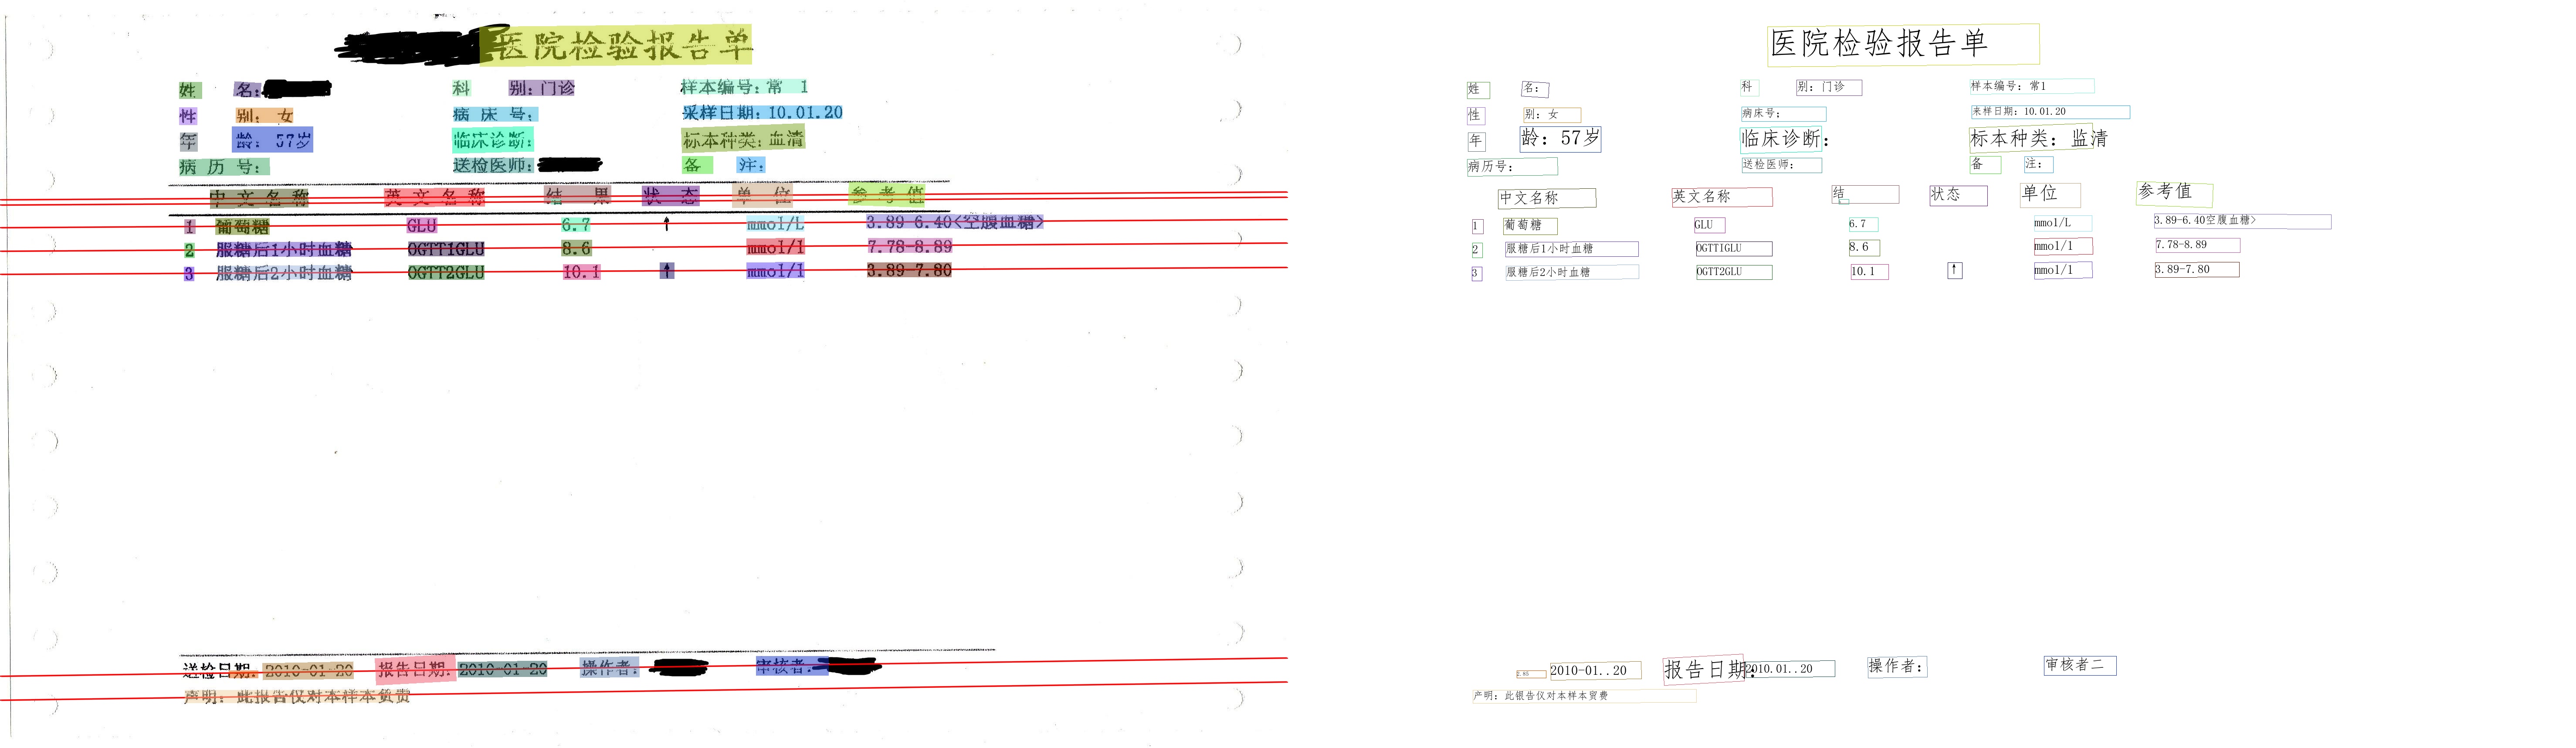 医院检验报告单 医院检验报告单
姓 名: 科 别: 门诊 样本编号: 常 1 姓 名: 科 别: 门诊 样本编号: 常1
性 别: 女 病 床 号: 采样日期: 10.01.20 性 别: 女 病床号; 来样日期: 10.01.20
年 龄: 57岁 临床诊断: 标本种类: 血清 年 龄: 57岁 临床诊断: 标本种类: 监清
病 历 号: 送检医师: 备 注: 病历号: 送检医师: 备 注:
中 文 名 称 英 文 名 称 结 果 状 态 单 位 参 考 值 中文名称 英文名称 结 状态 单位 参考值
1 葡萄糖 GLU 6.7 ↑ mmol/L 3.89-6.40<空腹血糖> 1 葡萄糖 GLU 6.7 mmol/L 3.89-6.40空腹血糖>
2 服糖后1小时血糖 OGTT1GLU 8.6 mmol/l 7.78-8.89 2 服糖后1小时血糖 OGTT1GLU 8.6 mmol/l 7.78-8.89
3 服糖后2小时血糖 OGTT2GLU 10.1 ↑ mmol/l 3.89-7.80 3 服糖后2小时血糖 OGTT2GLU 10.1 ↑ mmol/l 3.89-7.80
送检日期: 2010-01-20 报告日期: 2010-01-20 操作者: 审核者: 2010-01..20 报告日期: 2010.01..20 操作者: 审核者二
声明: 此报告仅对本样本负责 产明: 此银告仅对本样本贸费